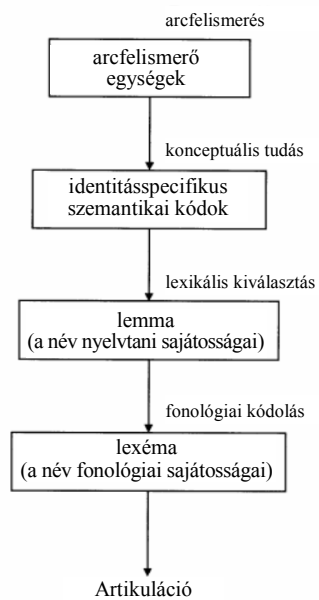 arcfelismerés
arcfelismerő
egységek
konceptuális tudás
identitásspecifikus
szemantikai kódok
lexikális kiválasztás
lemma
(a név nyelvtani sajátosságai)
fonológiai kódolás
lexéma
(a név fonológiai sajátosságai)
Artikuláció